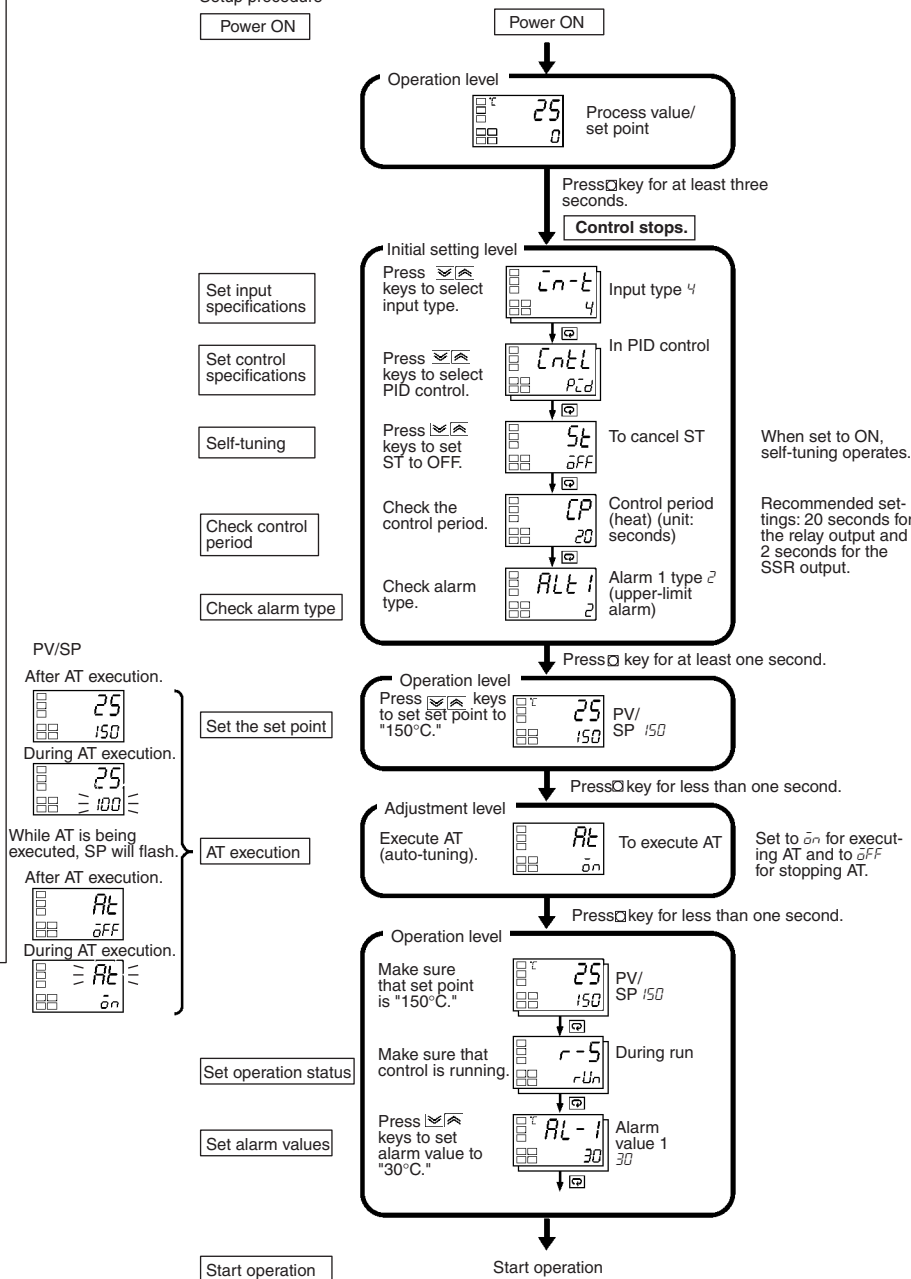 Setup procedure
Power ON
Power ON
Operation level
℃
25
0
Process value/
set point
Press key for at least three
seconds.
Control stops.
Initial setting level
Set input
specifications
Press
keys to select
input type.
in-t
4
Input type 4
Set control
specifications
Press
keys to select
PID control.
CntL
Pid
In PID control
Self-tuning
Press
keys to set
ST to OFF.
St
oFF
To cancel ST
When set to ON,
self-tuning operates.
Check control
period
Check the
control period.
CP
20
Control period
(heat) (unit:
seconds)
Recommended set-
tings: 20 seconds for
the relay output and
2 seconds for the
SSR output.
Check alarm type
Check alarm
type.
ALt1
2
Alarm 1 type 2
(upper-limit
alarm)
Press key for at least one second.
Operation level
Set the set point
Press keys
to set set point to
"150°C."
℃
25
150
PV/
SP 150
Press key for less than one second.
Adjustment level
AT execution
Execute AT
(auto-tuning).
At
on
To execute AT
Set to on for execut-
ing AT and to oFF
for stopping AT.
PV/SP
After AT execution.
25
150
During AT execution.
25
100
While AT is being
executed, SP will flash.
After AT execution.
At
oFF
During AT execution.
At
on
Press key for less than one second.
Operation level
Make sure
that set point
is "150°C."
℃
25
150
PV/
SP 150
Set operation status
Make sure that
control is running.
r-S
rUn
During run
Set alarm values
Press
keys to set
alarm value to
"30°C."
℃
AL-1
30
Alarm
value 1
30
Start operation
Start operation